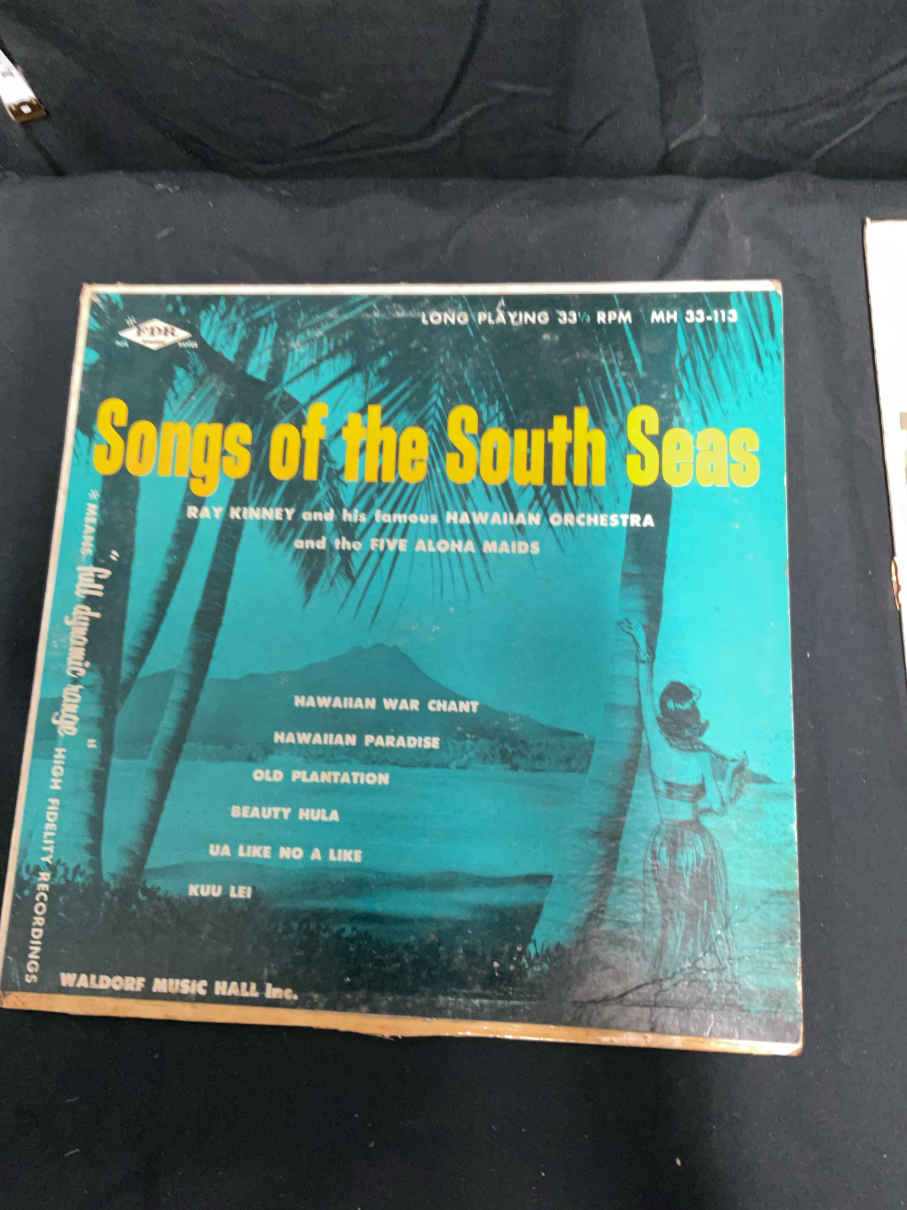 FDR
LONG PLAYING 33⅓ RPM MH 33-113
Songs of the South Seas
RAY KINNEY and his famous HAWAIIAN ORCHESTRA
and the FIVE ALOHA MAIDS
* MEANS "full dynamic range" HIGH FIDELITY RECORDINGS
HAWAIIAN WAR CHANT
HAWAIIAN PARADISE
OLD PLANTATION
BEAUTY HULA
UA LIKE NO A LIKE
KUU LEI
WALDORF MUSIC HALL Inc.